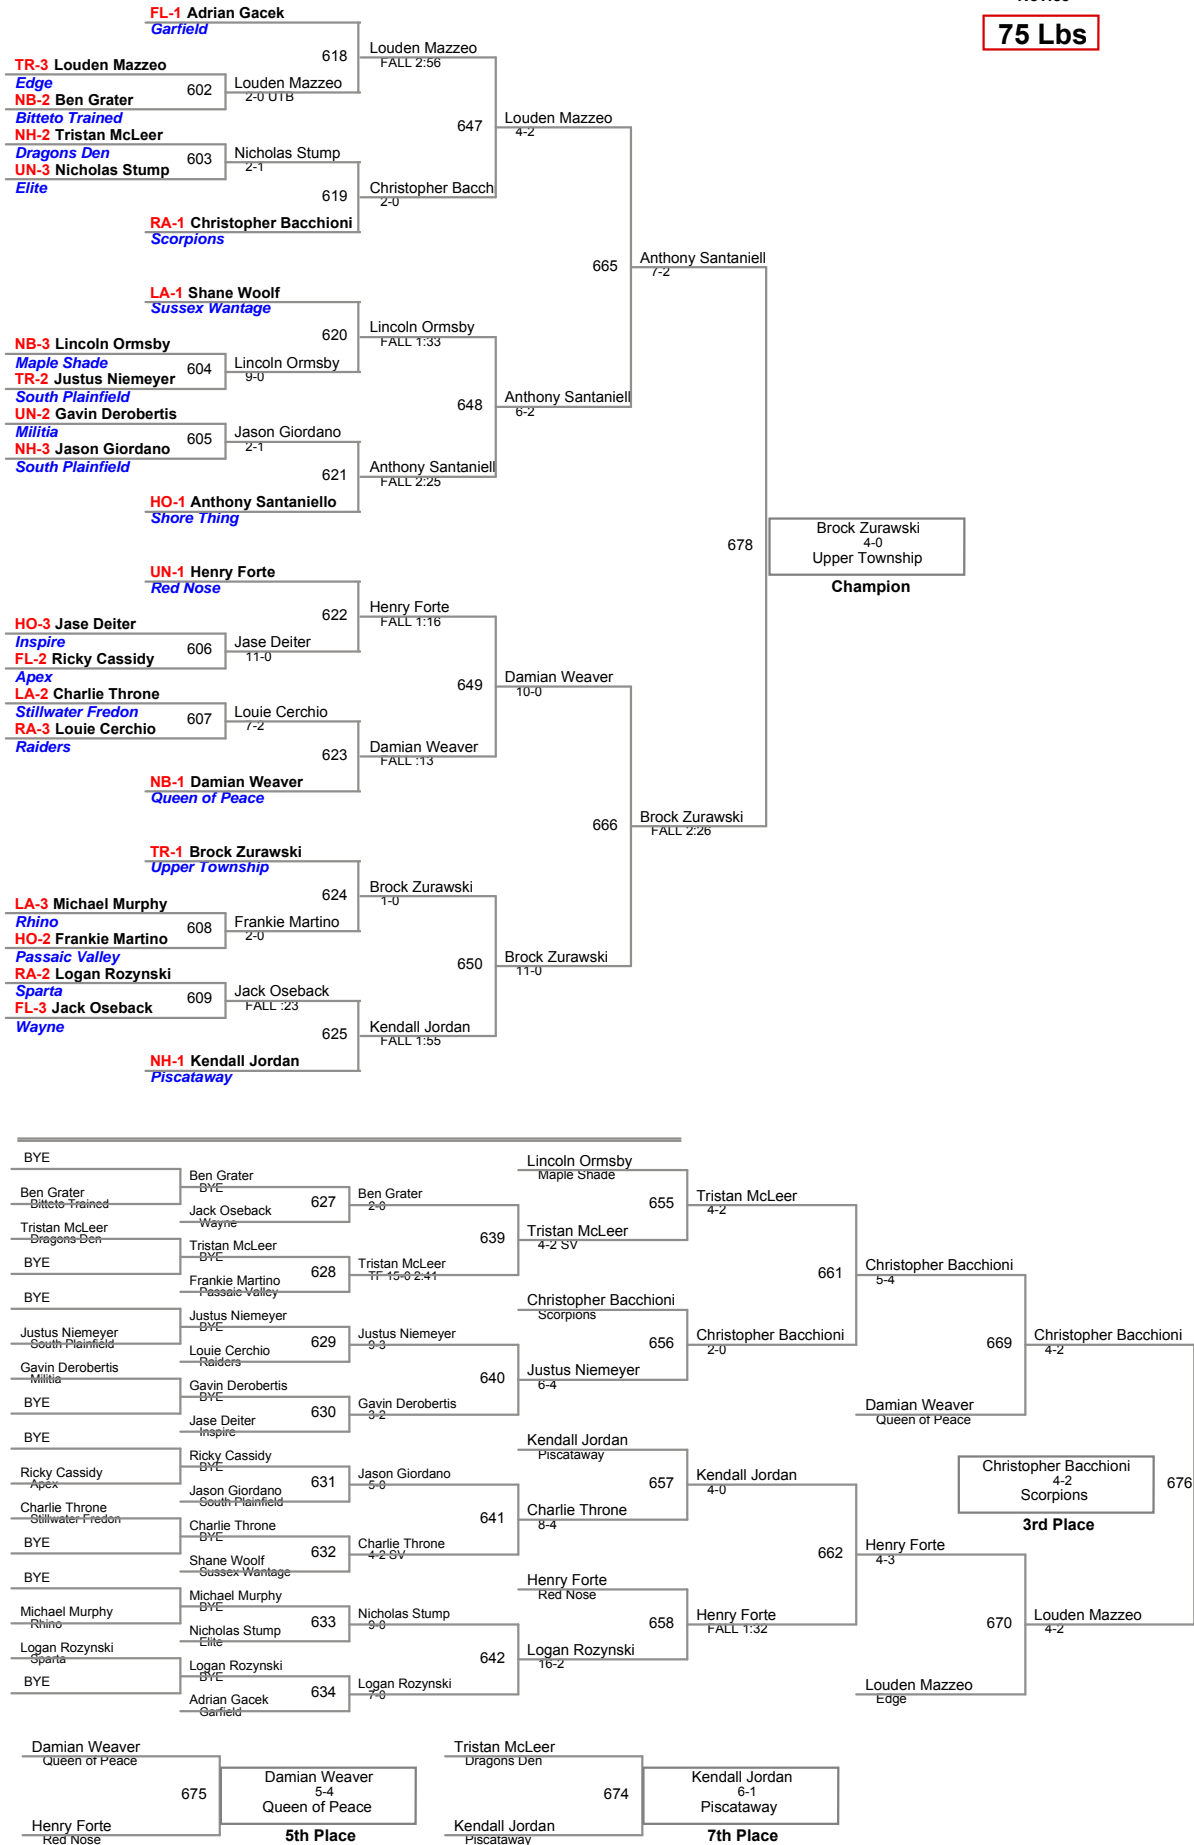 75 Lbs
FL-1 Adrian Gacek
Garfield
618
Louden Mazzeo
FALL 2:56
TR-3 Louden Mazzeo
Edge
602
Louden Mazzeo
2-0 UTB
NB-2 Ben Grater
Bitteto Trained
647
Louden Mazzeo
4-2
NH-2 Tristan McLeer
Dragons Den
603
Nicholas Stump
2-1
UN-3 Nicholas Stump
Elite
619
Christopher Bacch
2-0
RA-1 Christopher Bacchioni
Scorpions
665
Anthony Santaniell
7-2
LA-1 Shane Woolf
Sussex Wantage
620
Lincoln Ormsby
FALL 1:33
NB-3 Lincoln Ormsby
Maple Shade
604
Lincoln Ormsby
9-0
TR-2 Justus Niemeyer
South Plainfield
648
Anthony Santaniell
6-2
UN-2 Gavin Derobertis
Militia
605
Jason Giordano
2-1
NH-3 Jason Giordano
South Plainfield
621
Anthony Santaniell
FALL 2:25
HO-1 Anthony Santaniello
Shore Thing
678
Brock Zurawski
4-0
Upper Township
Champion
UN-1 Henry Forte
Red Nose
622
Henry Forte
FALL 1:16
HO-3 Jase Deiter
Inspire
606
Jase Deiter
11-0
FL-2 Ricky Cassidy
Apex
649
Damian Weaver
10-0
LA-2 Charlie Throne
Stillwater Fredon
607
Louie Cerchio
7-2
RA-3 Louie Cerchio
Raiders
623
Damian Weaver
FALL :13
NB-1 Damian Weaver
Queen of Peace
666
Brock Zurawski
FALL 2:26
TR-1 Brock Zurawski
Upper Township
624
Brock Zurawski
1-0
LA-3 Michael Murphy
Rhino
608
Frankie Martino
2-0
HO-2 Frankie Martino
Passaic Valley
650
Brock Zurawski
11-0
RA-2 Logan Rozynski
Sparta
609
Jack Oseback
FALL :23
FL-3 Jack Oseback
Wayne
625
Kendall Jordan
FALL 1:55
NH-1 Kendall Jordan
Piscataway
BYE
Ben Grater
Bitteto Trained
Ben Grater
BYE
627
Jack Oseback
Wayne
Ben Grater
2-0
Tristan McLeer
Dragons Den
BYE
Tristan McLeer
BYE
628
Frankie Martino
Passaic Valley
Tristan McLeer
TF 15-0 2:41
639
Lincoln Ormsby
Maple Shade
655
Tristan McLeer
4-2 SV
Tristan McLeer
4-2
BYE
Justus Niemeyer
South Plainfield
Justus Niemeyer
BYE
629
Louie Cerchio
Raiders
Justus Niemeyer
9-3
Gavin Derobertis
Militia
BYE
Gavin Derobertis
BYE
630
Jase Deiter
Inspire
Gavin Derobertis
3-2
640
Christopher Bacchioni
Scorpions
656
Justus Niemeyer
6-4
Christopher Bacchioni
2-0
661
Christopher Bacchioni
5-4
669
Damian Weaver
Queen of Peace
Christopher Bacchioni
4-2
BYE
Ricky Cassidy
Apex
Ricky Cassidy
BYE
631
Jason Giordano
South Plainfield
Jason Giordano
5-0
Charlie Throne
Stillwater Fredon
BYE
Charlie Throne
BYE
632
Shane Woolf
Sussex Wantage
Charlie Throne
4-2 SV
641
Kendall Jordan
Piscataway
657
Charlie Throne
8-4
Kendall Jordan
4-0
Christopher Bacchioni
4-2
Scorpions
3rd Place
676
BYE
Michael Murphy
Rhino
Michael Murphy
BYE
633
Nicholas Stump
Elite
Nicholas Stump
9-0
Logan Rozynski
Sparta
BYE
Logan Rozynski
BYE
634
Adrian Gacek
Garfield
Logan Rozynski
7-0
642
Henry Forte
Red Nose
658
Logan Rozynski
16-2
Henry Forte
FALL 1:32
662
Henry Forte
4-3
670
Louden Mazzeo
Edge
Louden Mazzeo
4-2
Damian Weaver
Queen of Peace
675
Henry Forte
Red Nose
Damian Weaver
5-4
Queen of Peace
5th Place
Tristan McLeer
Dragons Den
674
Kendall Jordan
Piscataway
Kendall Jordan
6-1
Piscataway
7th Place